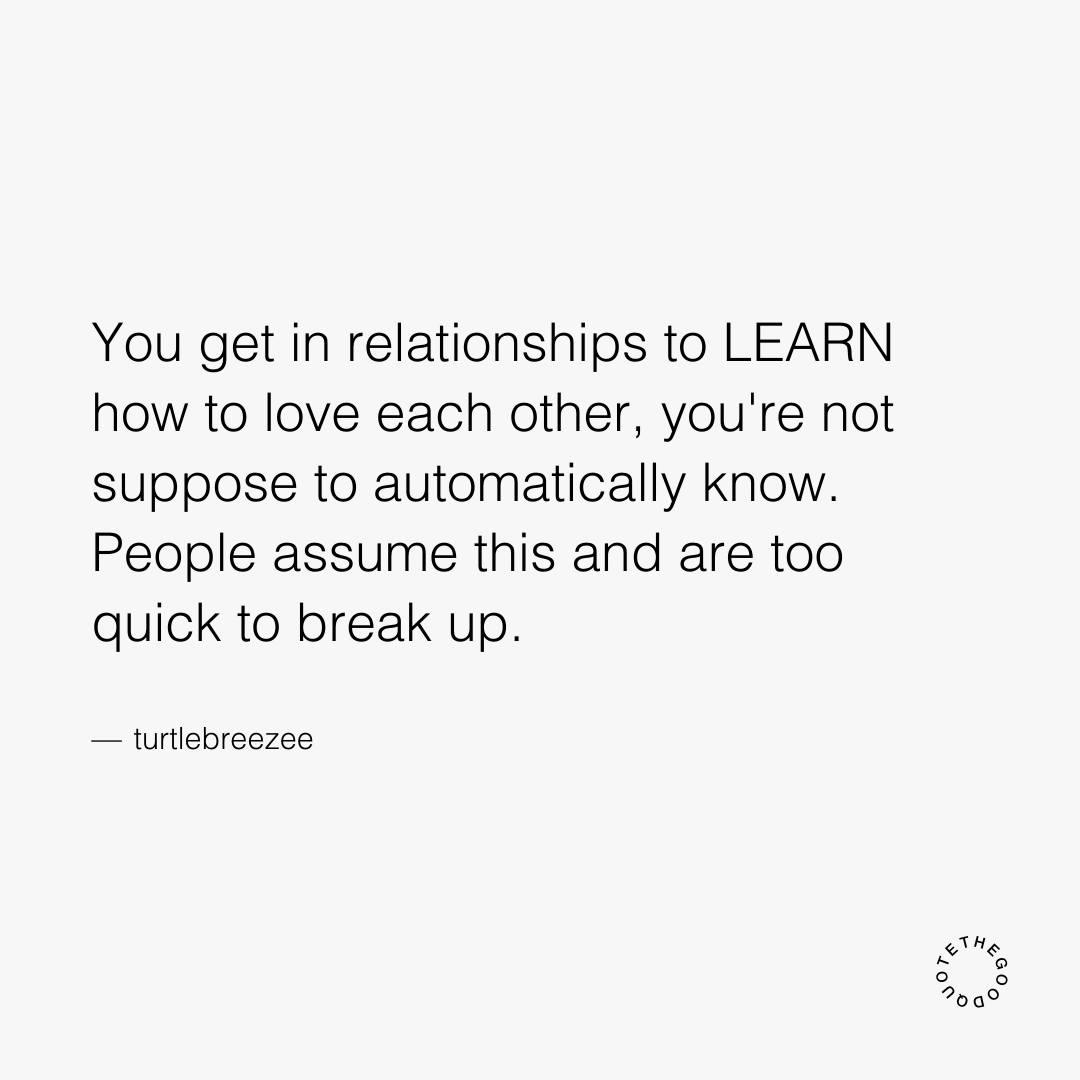 You get in relationships to LEARN
how to love each other, you're not
suppose to automatically know.
People assume this and are too
quick to break up.
— turtlebreezee
QUOTETHEGOOD